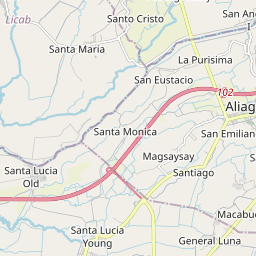 Licab
Santo Cristo
San An
Santa Maria
La Purisima
San Eustacio
102
Aliag
Santa Monica
San Emilian
Magsaysay
Santa Lucia
Old
Santiago
Macabu
Santa Lucia
Young
General Luna